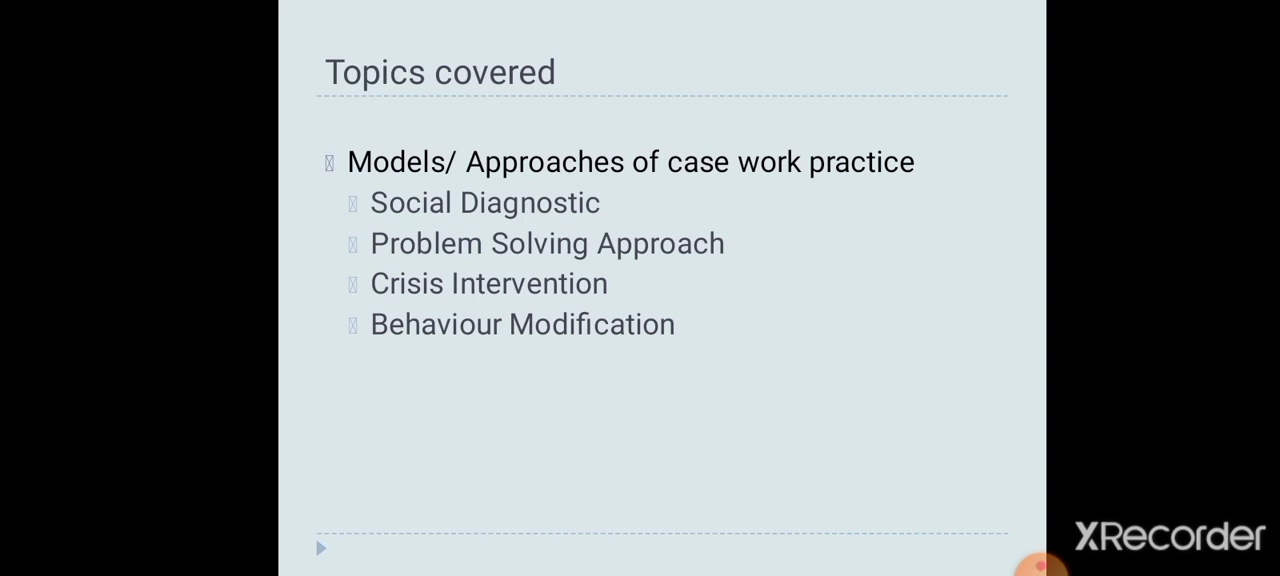 Topics covered
Models/ Approaches of case work practice
Social Diagnostic
Problem Solving Approach
Crisis Intervention
Behaviour Modification
XRecorder